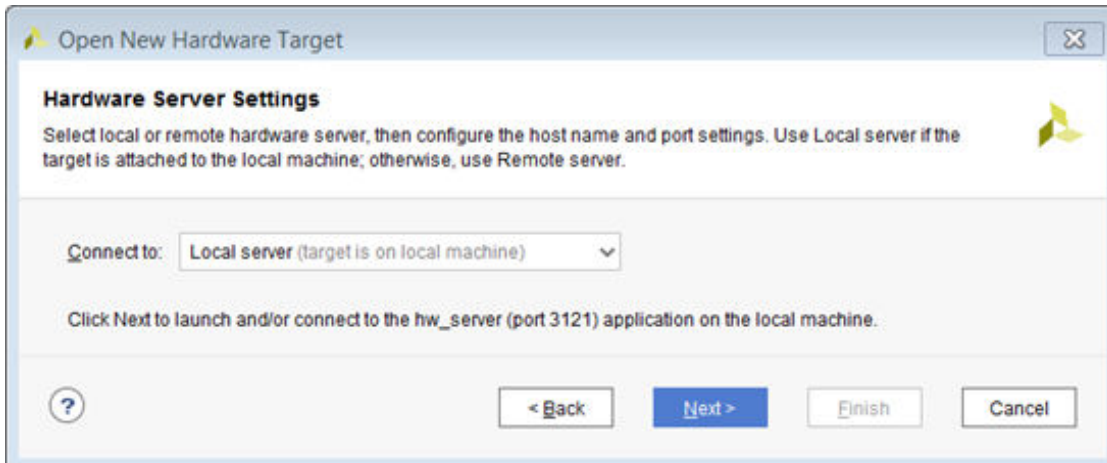 Open New Hardware Target
Hardware Server Settings
Select local or remote hardware server, then configure the host name and port settings. Use Local server if the
target is attached to the local machine; otherwise, use Remote server.
Connect to: Local server (target is on local machine)
Click Next to launch and/or connect to the hw_server (port 3121) application on the local machine.
? < Back Next > Finish Cancel